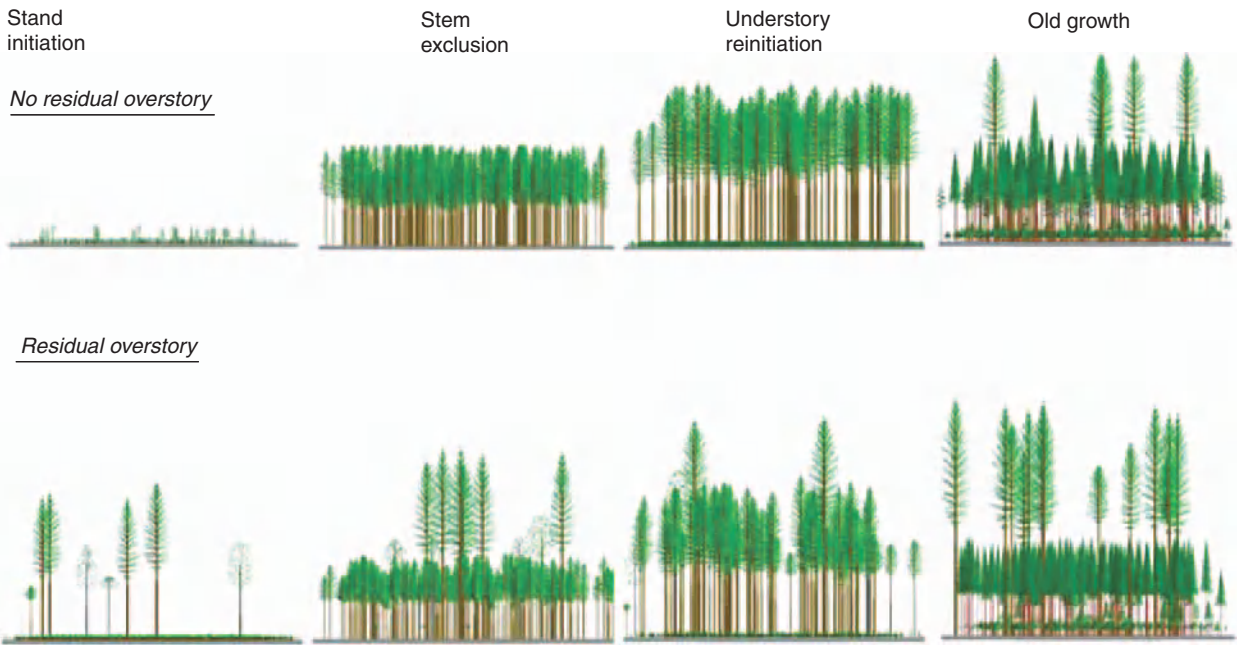 Stand
initiation
Stem
exclusion
Understory
reinitiation
Old growth
No residual overstory
Residual overstory